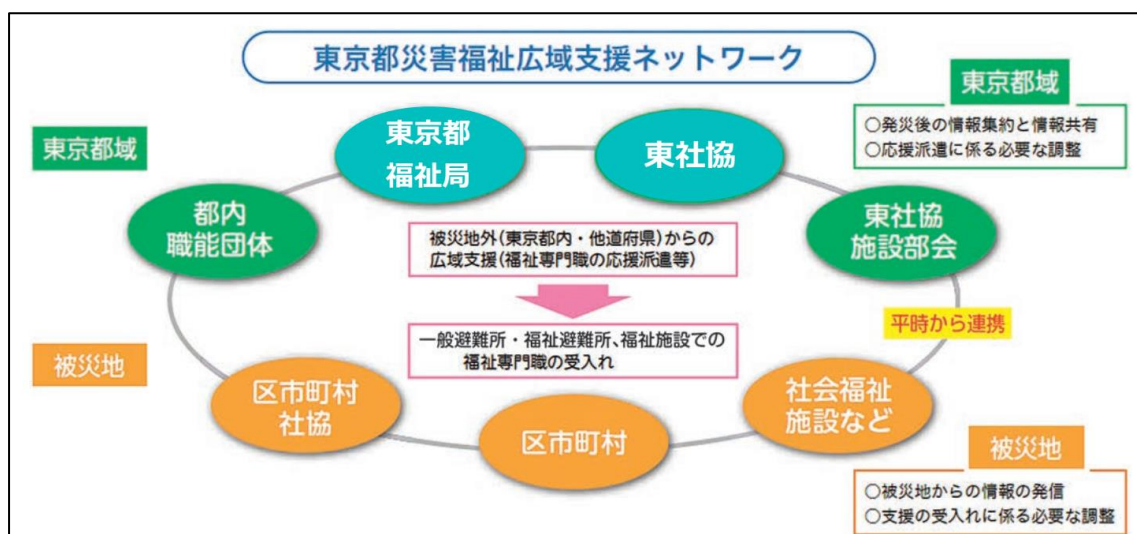 東京都災害福祉広域支援ネットワーク
東京都域
東京都
福祉局
東社協
東京都域
○発災後の情報集約と情報共有
○応援派遣に係る必要な調整
都内
職能団体
東社協
施設部会
被災地外(東京都内・他道府県)からの
広域支援(福祉専門職の応援派遣等)
平時から連携
一般避難所・福祉避難所、福祉施設での
福祉専門職の受入れ
被災地
区市町村
社協
区市町村
社会福祉
施設など
被災地
○被災地からの情報の発信
○支援の受入れに係る必要な調整